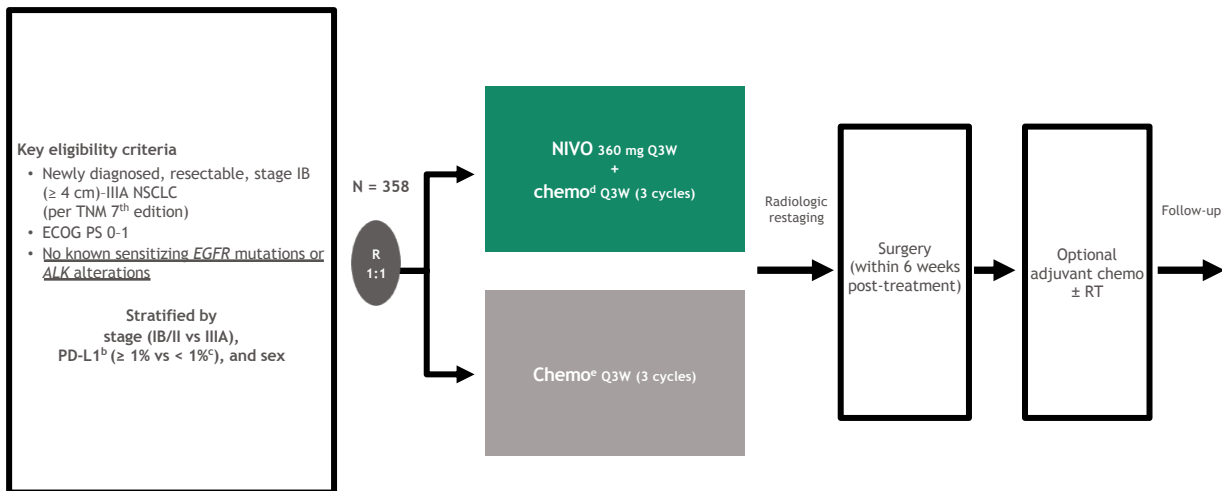 Key eligibility criteria
• Newly diagnosed, resectable, stage IB
(≥ 4 cm)-IIIA NSCLC
(per TNM 7th edition)
• ECOG PS 0-1
• No known sensitizing EGFR mutations or
ALK alterations
Stratified by
stage (IB/II vs IIIA),
PD-L1b (≥ 1% vs < 1%c), and sex
N = 358
R
1:1
NIVO 360 mg Q3W
+
chemod Q3W (3 cycles)
Chemoe Q3W (3 cycles)
Radiologic
restaging
Surgery
(within 6 weeks
post-treatment)
Optional
adjuvant chemo
± RT
Follow-up